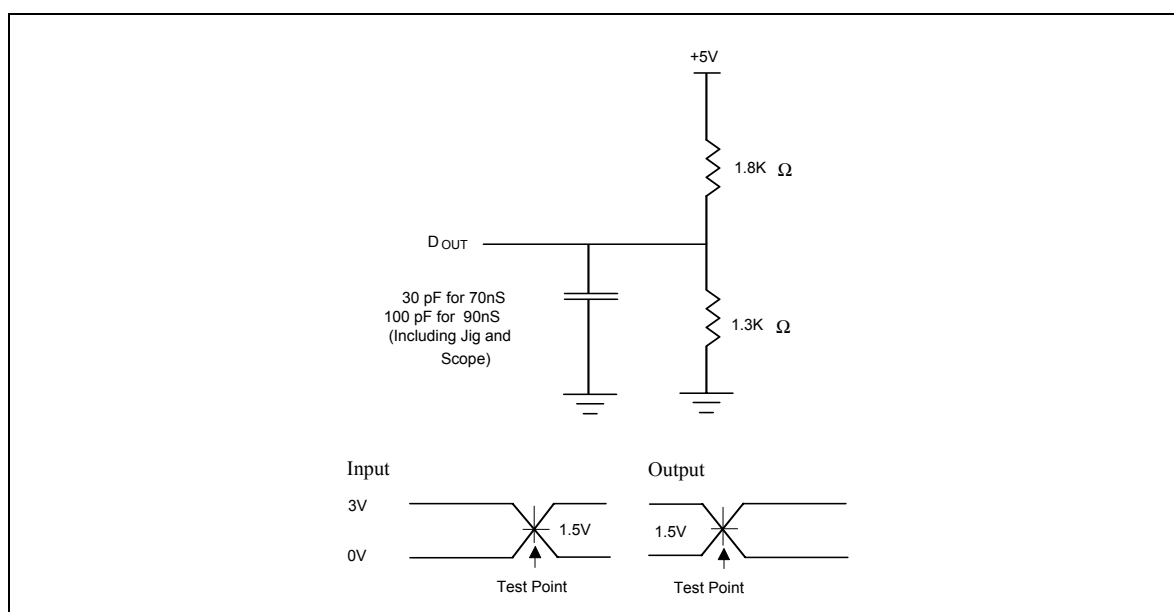 +5V
1.8K Ω
D OUT
30 pF for 70nS
100 pF for 90nS
(Including Jig and
Scope)
1.3K Ω
Input
Output
3V
1.5V
1.5V
0V
Test Point
Test Point